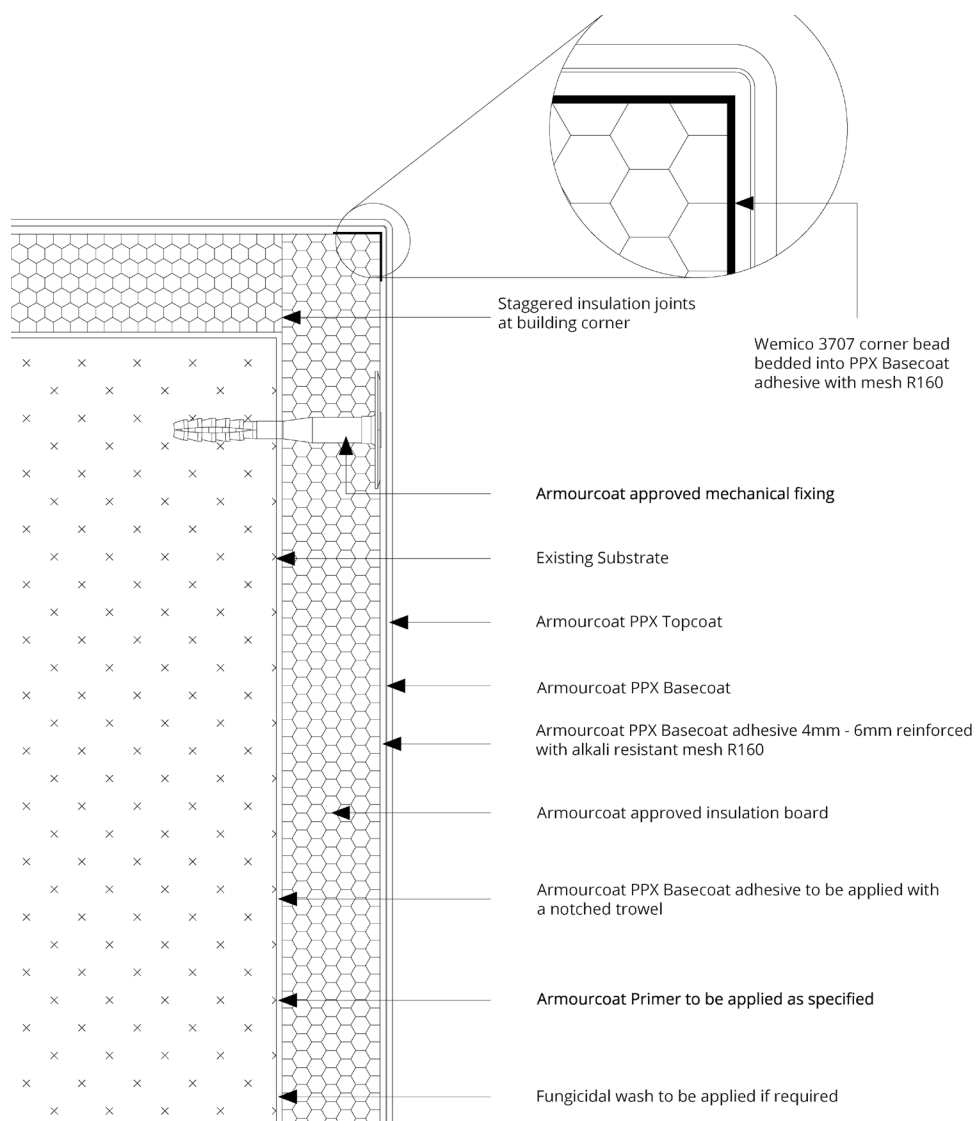 Staggered insulation joints
at building corner
Wemico 3707 corner bead
bedded into PPX Basecoat
adhesive with mesh R160
Armourcoat approved mechanical fixing
Existing Substrate
Armourcoat PPX Topcoat
Armourcoat PPX Basecoat
Armourcoat PPX Basecoat adhesive 4mm - 6mm reinforced
with alkali resistant mesh R160
Armourcoat approved insulation board
Armourcoat PPX Basecoat adhesive to be applied with
a notched trowel
Armourcoat Primer to be applied as specified
Fungicidal wash to be applied if required